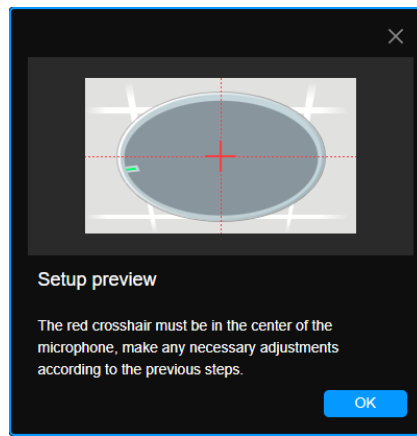 Setup preview
The red crosshair must be in the center of the
microphone, make any necessary adjustments
according to the previous steps.
OK